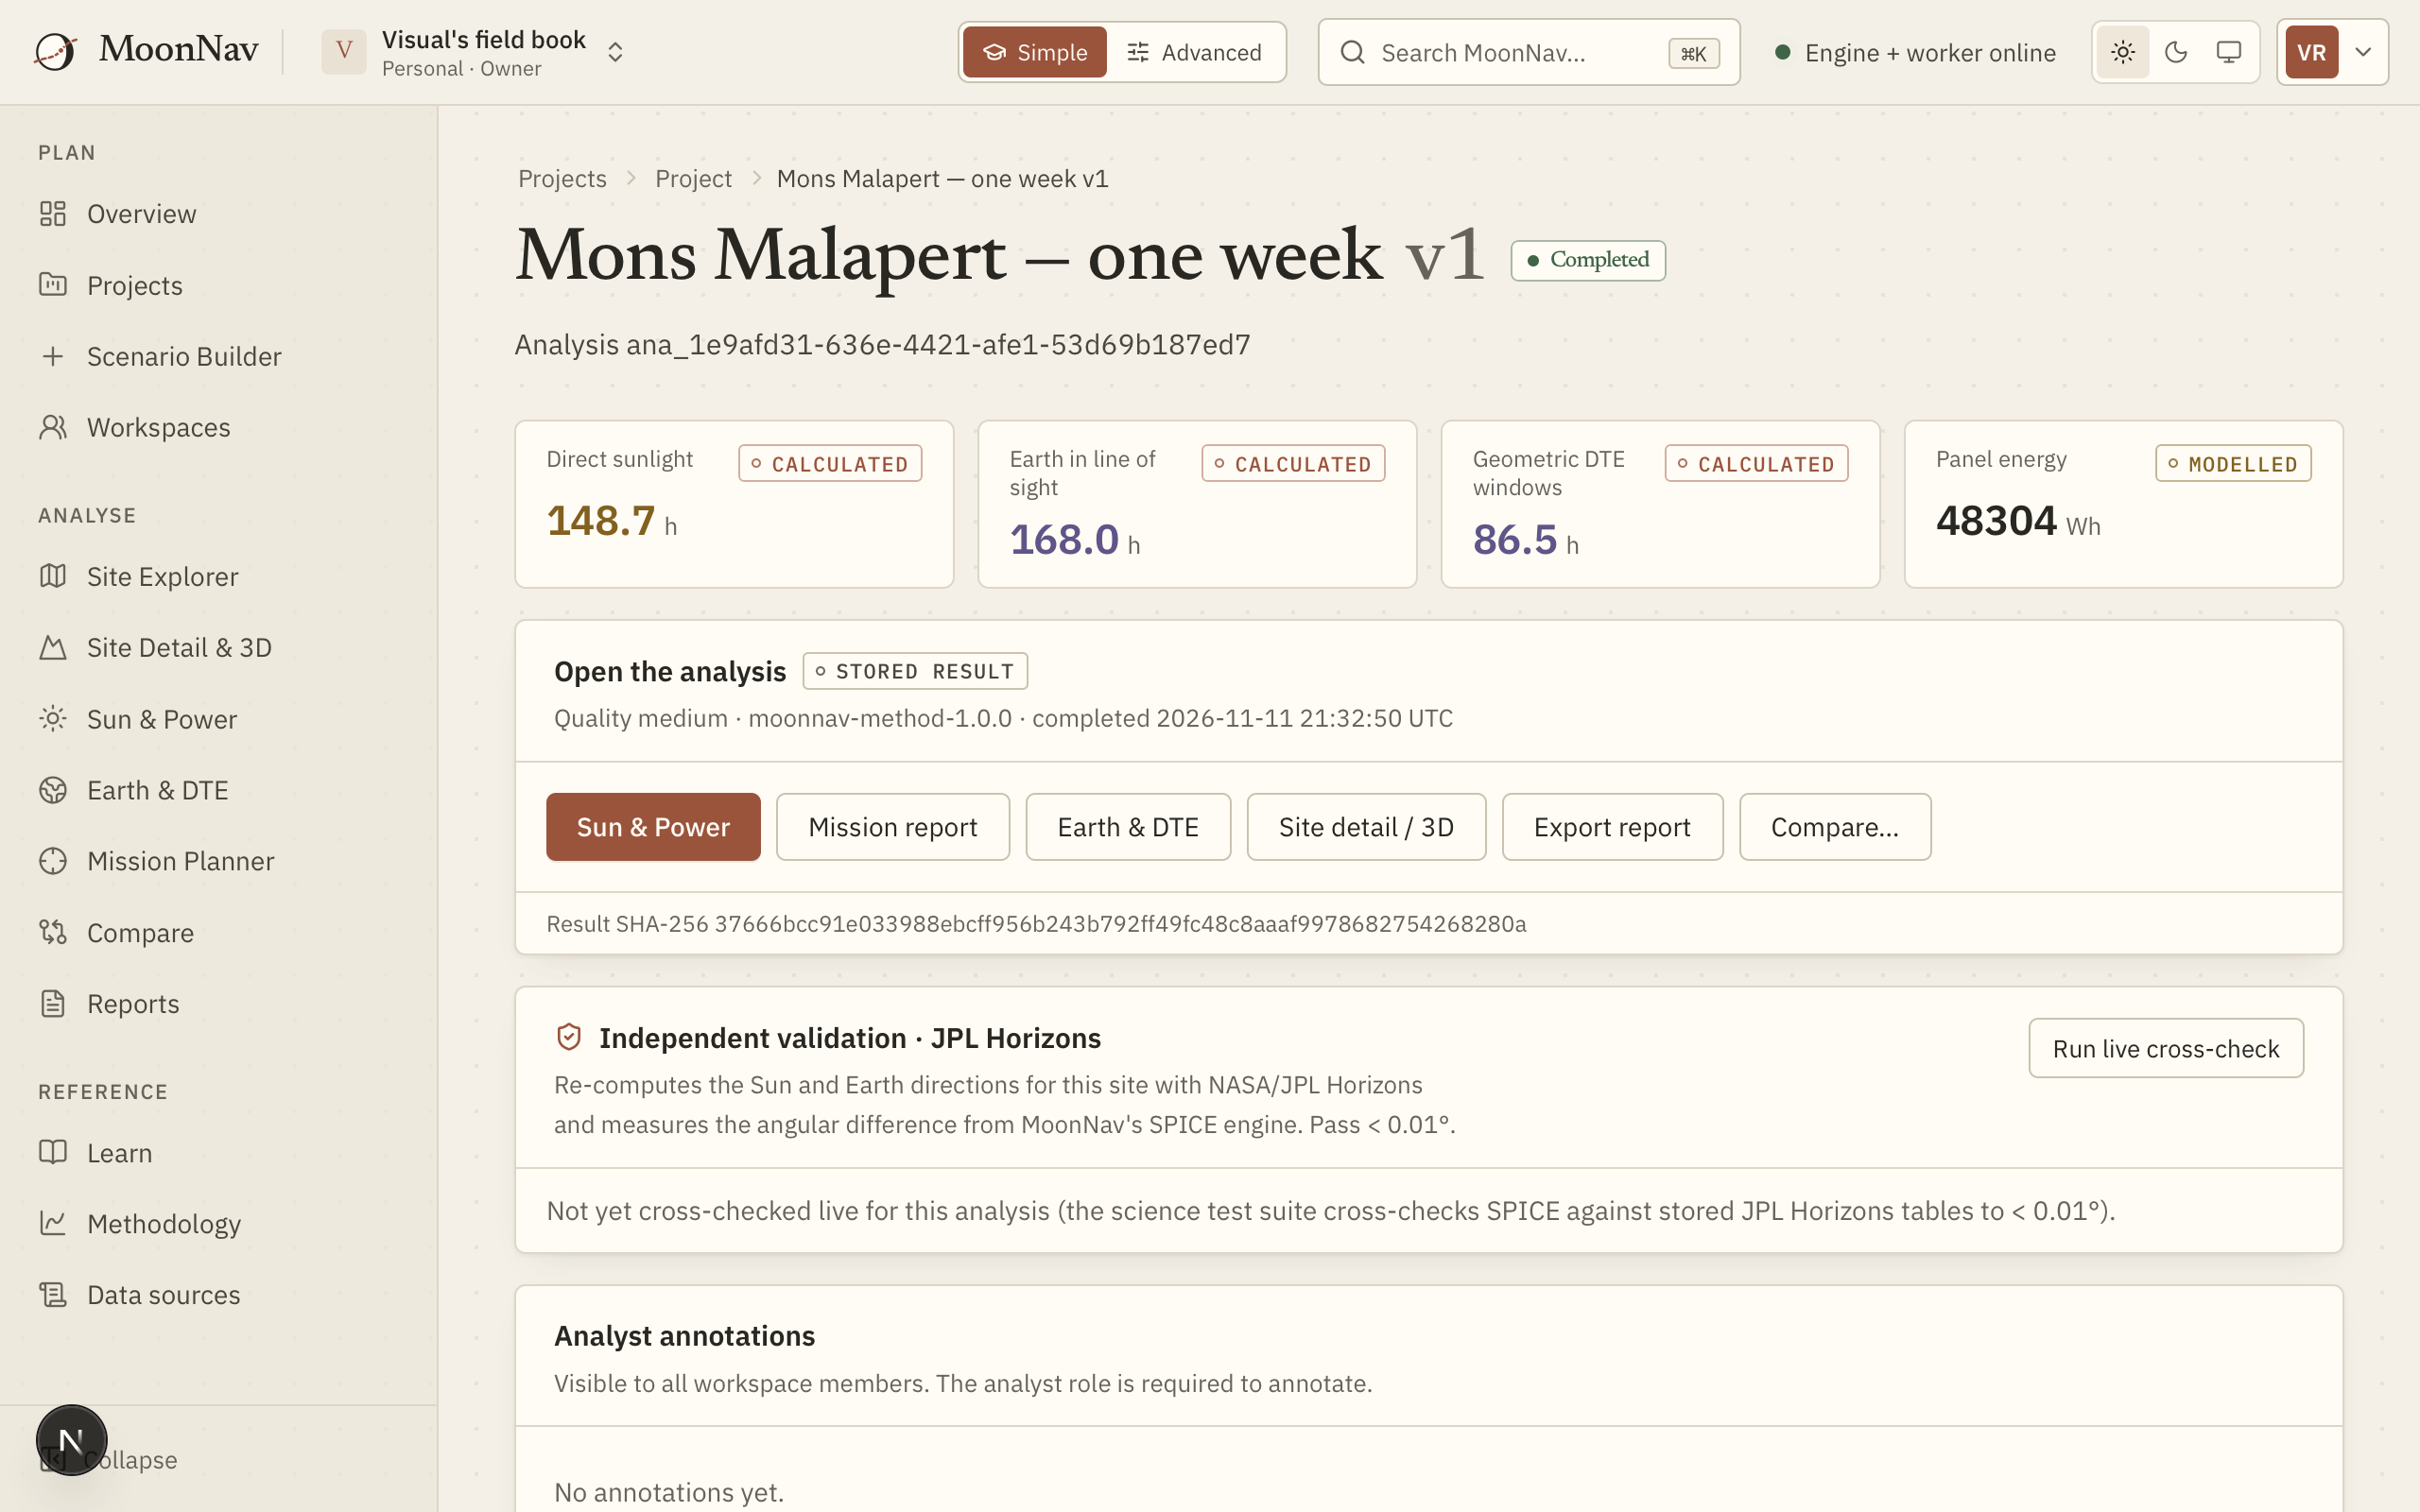 MoonNav
V
Visual's field book
Personal · Owner
Simple
Advanced
Search MoonNav...
⌘K
Engine + worker online
VR
PLAN
Overview
Projects
Scenario Builder
Workspaces
ANALYSE
Site Explorer
Site Detail & 3D
Sun & Power
Earth & DTE
Mission Planner
Compare
Reports
REFERENCE
Learn
Methodology
Data sources
N
Collapse
Projects > Project > Mons Malapert — one week v1
Mons Malapert — one week v1
Completed
Analysis ana_1e9afd31-636e-4421-afe1-53d69b187ed7
Direct sunlight
CALCULATED
148.7 h
Earth in line of
sight
CALCULATED
168.0 h
Geometric DTE
windows
CALCULATED
86.5 h
Panel energy
MODELLED
48304 Wh
Open the analysis
STORED RESULT
Quality medium · moonnav-method-1.0.0 · completed 2026-11-11 21:32:50 UTC
Sun & Power
Mission report
Earth & DTE
Site detail / 3D
Export report
Compare...
Result SHA-256 37666bcc91e033988ebcff956b243b792ff49fc48c8aaaf9978682754268280a
Independent validation · JPL Horizons
Run live cross-check
Re-computes the Sun and Earth directions for this site with NASA/JPL Horizons
and measures the angular difference from MoonNav's SPICE engine. Pass < 0.01°.
Not yet cross-checked live for this analysis (the science test suite cross-checks SPICE against stored JPL Horizons tables to < 0.01°).
Analyst annotations
Visible to all workspace members. The analyst role is required to annotate.
No annotations yet.